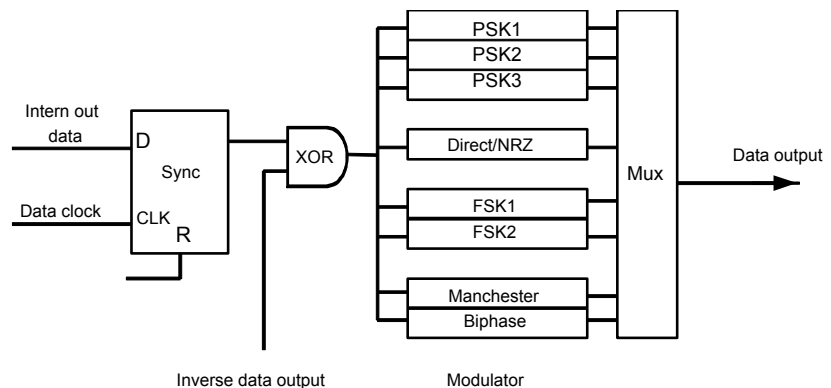 PSK1
PSK2
PSK3
Intern out
data
D
Sync
XOR
Direct/NRZ
Mux
Data output
Data clock
CLK
R
FSK1
FSK2
Manchester
Biphase
Inverse data output
Modulator